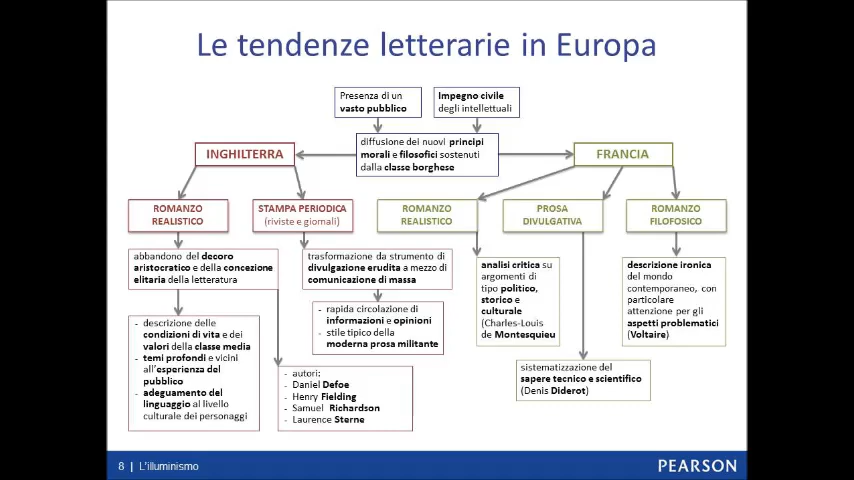 Le tendenze letterarie in Europa
Presenza di un
vasto pubblico
Impegno civile
degli intellettuali
diffusione dei nuovi principi
morali e filosofici sostenuti
dalla classe borghese
INGHILTERRA
FRANCIA
ROMANZO
REALISTICO
STAMPA PERIODICA
(riviste e giornali)
ROMANZO
REALISTICO
PROSA
DIVULGATIVA
ROMANZO
FILOFOSICO
abbandono del decoro
aristocratico e della concezione
elitaria della letteratura
trasformazione da strumento di
divulgazione erudita a mezzo di
comunicazione di massa
analisi critica su
argomenti di
tipo politico,
storico e
culturale
(Charles-Louis
de Montesquieu
descrizione ironica
del mondo
contemporaneo, con
particolare
attenzione per gli
aspetti problematici
(Voltaire)
- rapida circolazione di
informazioni e opinioni
- stile tipico della
moderna prosa militante
- descrizione delle
condizioni di vita e dei
valori della classe media
- temi profondi e vicini
all'esperienza del
pubblico
- adeguamento del
linguaggio al livello
culturale dei personaggi
- autori:
- Daniel Defoe
- Henry Fielding
- Samuel Richardson
- Laurence Sterne
sistematizzazione del
sapere tecnico e scientifico
(Denis Diderot)
8 | L'illuminismo
PEARSON